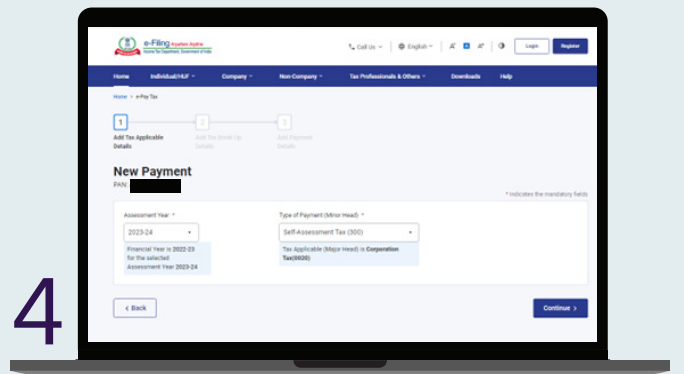 e-Filing Anywhere Anytime
Income Tax Department, Government of India
Call Us
English
A-
A
A+
Login
Register
Home
Individual/HUF
Company
Non-Company
Tax Professionals & Others
Downloads
Help
Home > e-Pay Tax
1
2
3
Add Tax Applicable
Details
Add Tax Break Up
Details
Add Payment
Details
New Payment
PAN:
* Indicates the mandatory fields
Assessment Year *
Type of Payment (Minor Head) *
2023-24
Self-Assessment Tax (300)
Financial Year is 2022-23
for the selected
Assessment Year 2023-24
Tax Applicable (Major Head) is Corporation
Tax(0020)
4
< Back
Continue >